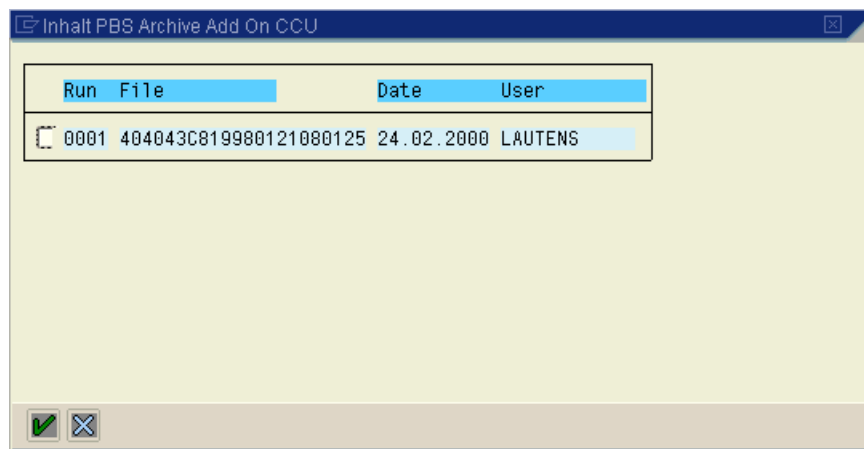 Inhalt PBS Archive Add On CCU
Run File Date User
0001 404043C819980121080125 24.02.2000 LAUTENS